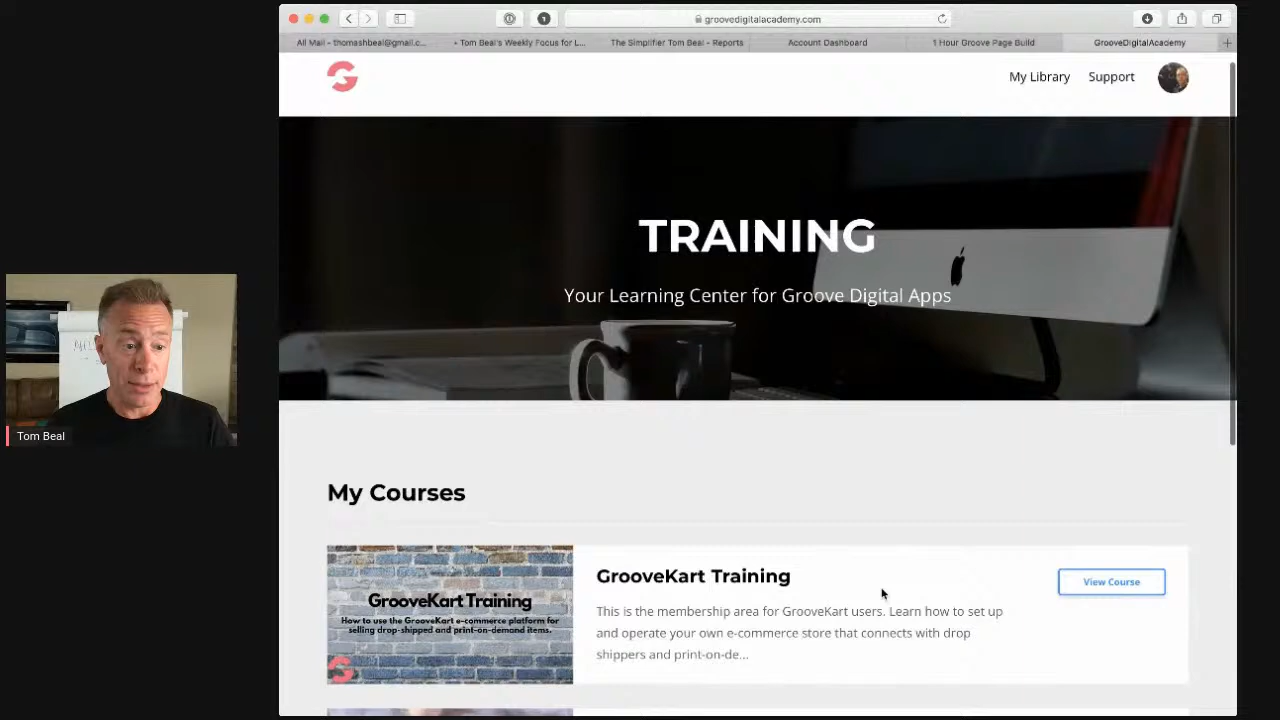 groovedigitalacademy.com
All Mail - thomashbeal@gmail.c...
• Tom Beal's Weekly Focus for L...
The Simplifier Tom Beal - Reports
Account Dashboard
1 Hour Groove Page Build
GrooveDigitalAcademy
My Library
Support
TRAINING
Your Learning Center for Groove Digital Apps
Tom Beal
My Courses
GrooveKart Training
How to use the GrooveKart e-commerce platform for
selling drop-shipped and print-on-demand items.
GrooveKart Training
View Course
This is the membership area for GrooveKart users. Learn how to set up
and operate your own e-commerce store that connects with drop
shippers and print-on-de...